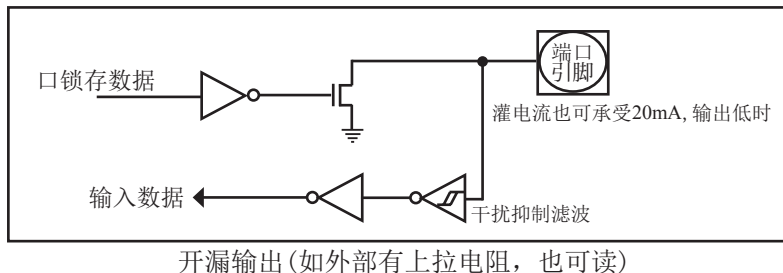 口锁存数据
端口
引脚
灌电流也可承受20mA, 输出低时
输入数据
干扰抑制滤波
开漏输出(如外部有上拉电阻，也可读)